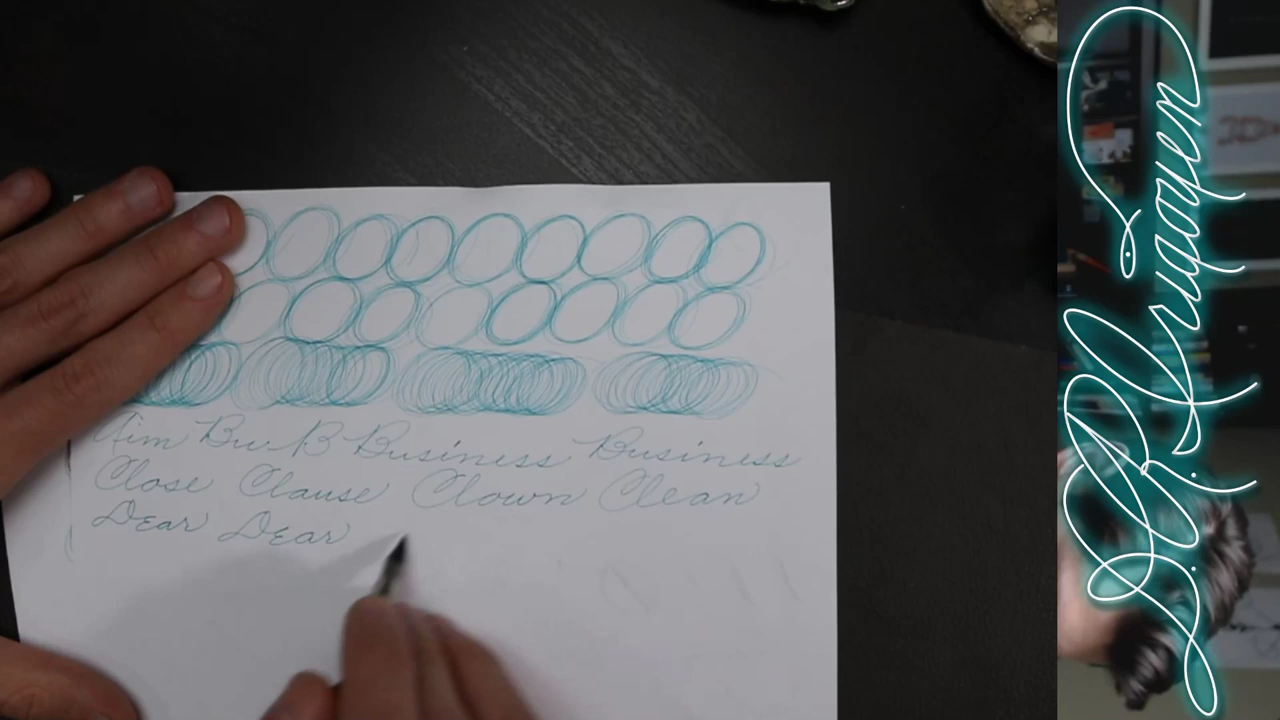 Aim Bu B Business Business
Close Clause Clown Clean
Dear Dear